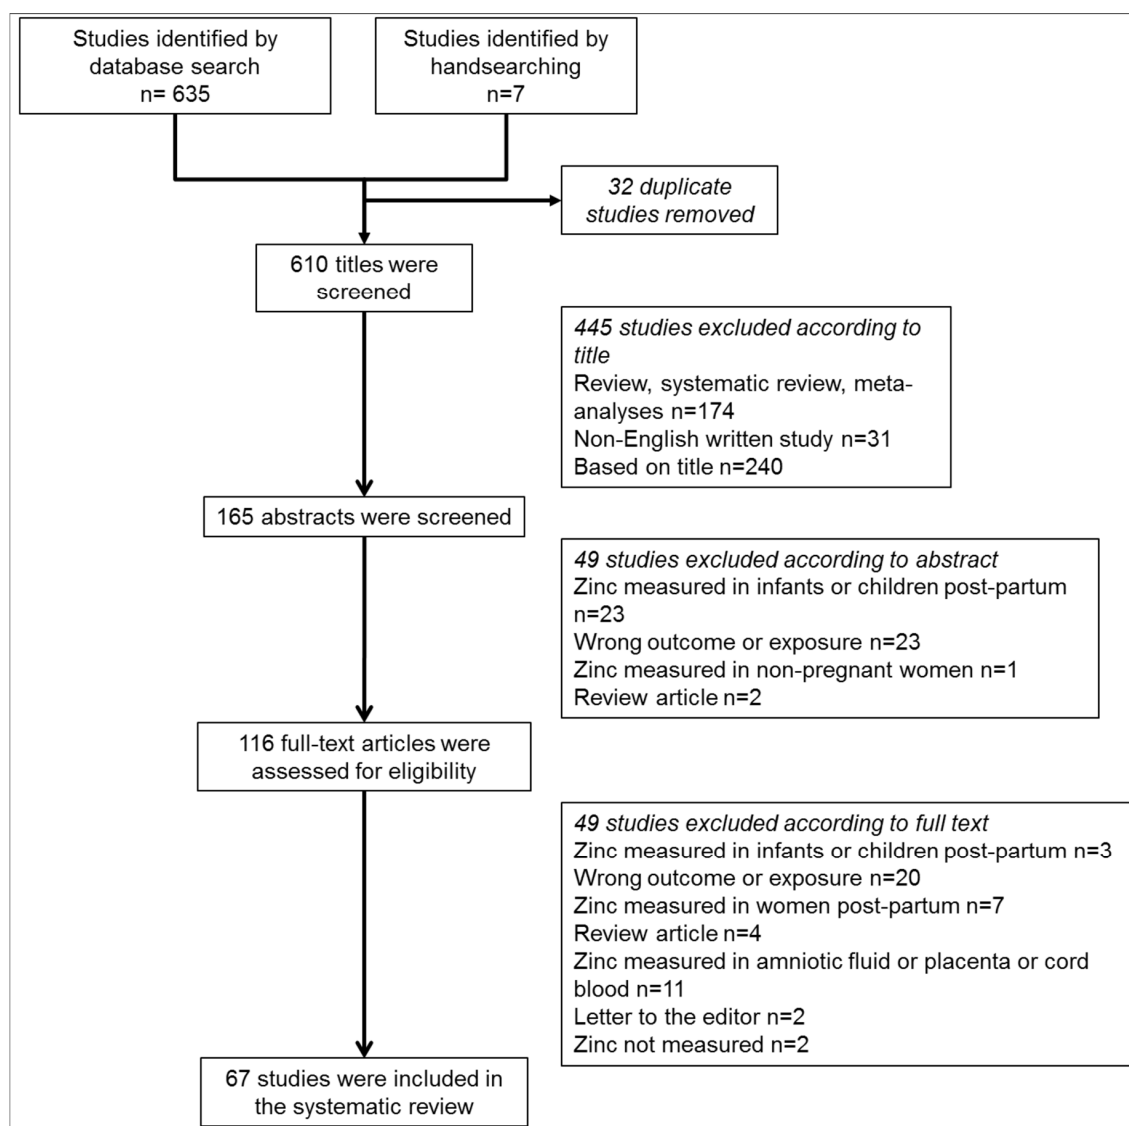 Studies identified by
database search
n= 635
Studies identified by
handsearching
n=7
32 duplicate
studies removed
610 titles were
screened
445 studies excluded according to
title
Review, systematic review, meta-
analyses n=174
Non-English written study n=31
Based on title n=240
165 abstracts were screened
49 studies excluded according to abstract
Zinc measured in infants or children post-partum
n=23
Wrong outcome or exposure n=23
Zinc measured in non-pregnant women n=1
Review article n=2
116 full-text articles were
assessed for eligibility
49 studies excluded according to full text
Zinc measured in infants or children post-partum n=3
Wrong outcome or exposure n=20
Zinc measured in women post-partum n=7
Review article n=4
Zinc measured in amniotic fluid or placenta or cord
blood n=11
Letter to the editor n=2
Zinc not measured n=2
67 studies were included in
the systematic review